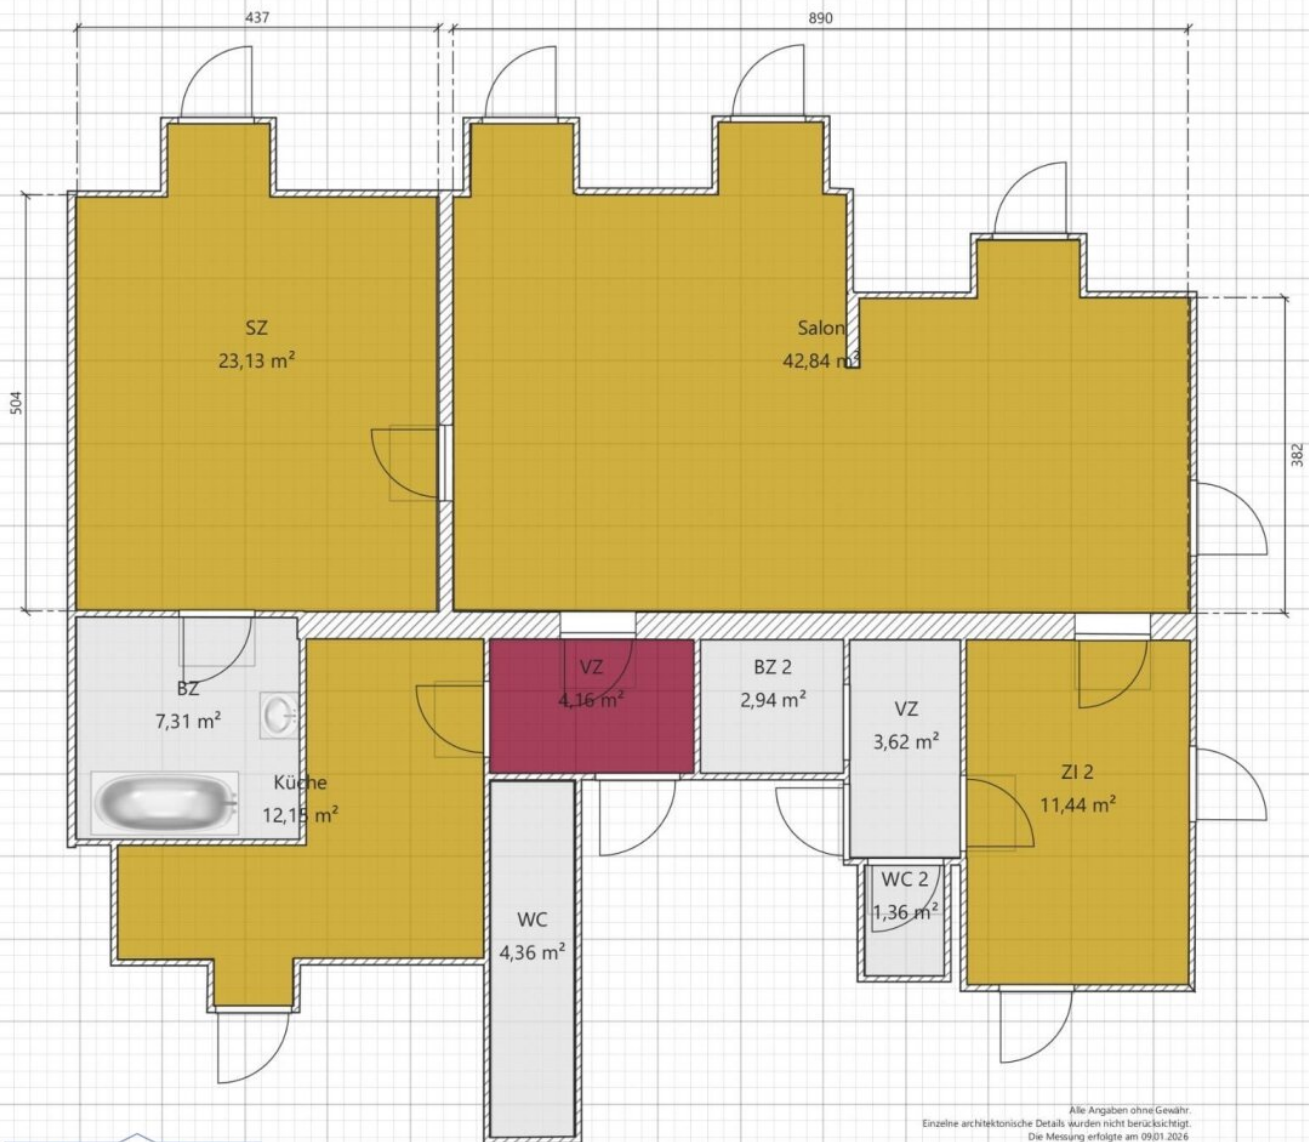 437
890
504
382
SZ
23,13 m²
Salon
42,84 m²
BZ
7,31 m²
Küche
12,15 m²
VZ
4,16 m²
BZ 2
2,94 m²
VZ
3,62 m²
ZI 2
11,44 m²
WC
4,36 m²
WC 2
1,36 m²
Alle Angaben ohne Gewähr.
Einzelne architektonische Details wurden nicht berücksichtigt.
Die Messung erfolgte am 09.01.2026